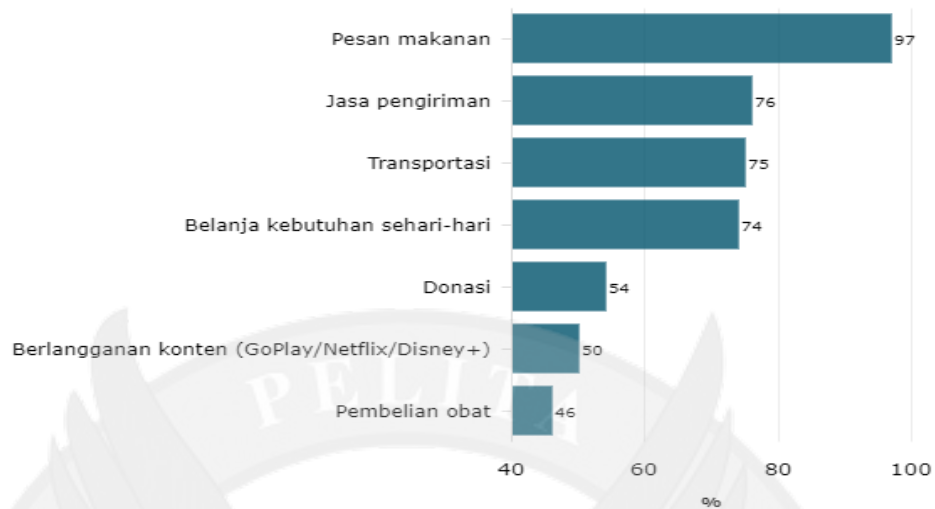 Pesan makanan 97
Jasa pengiriman 76
Transportasi 75
Belanja kebutuhan sehari-hari 74
Donasi 54
Berlangganan konten (GoPlay/Netflix/Disney+) 50
Pembelian obat 46
40 60 80 100
%
PELITA